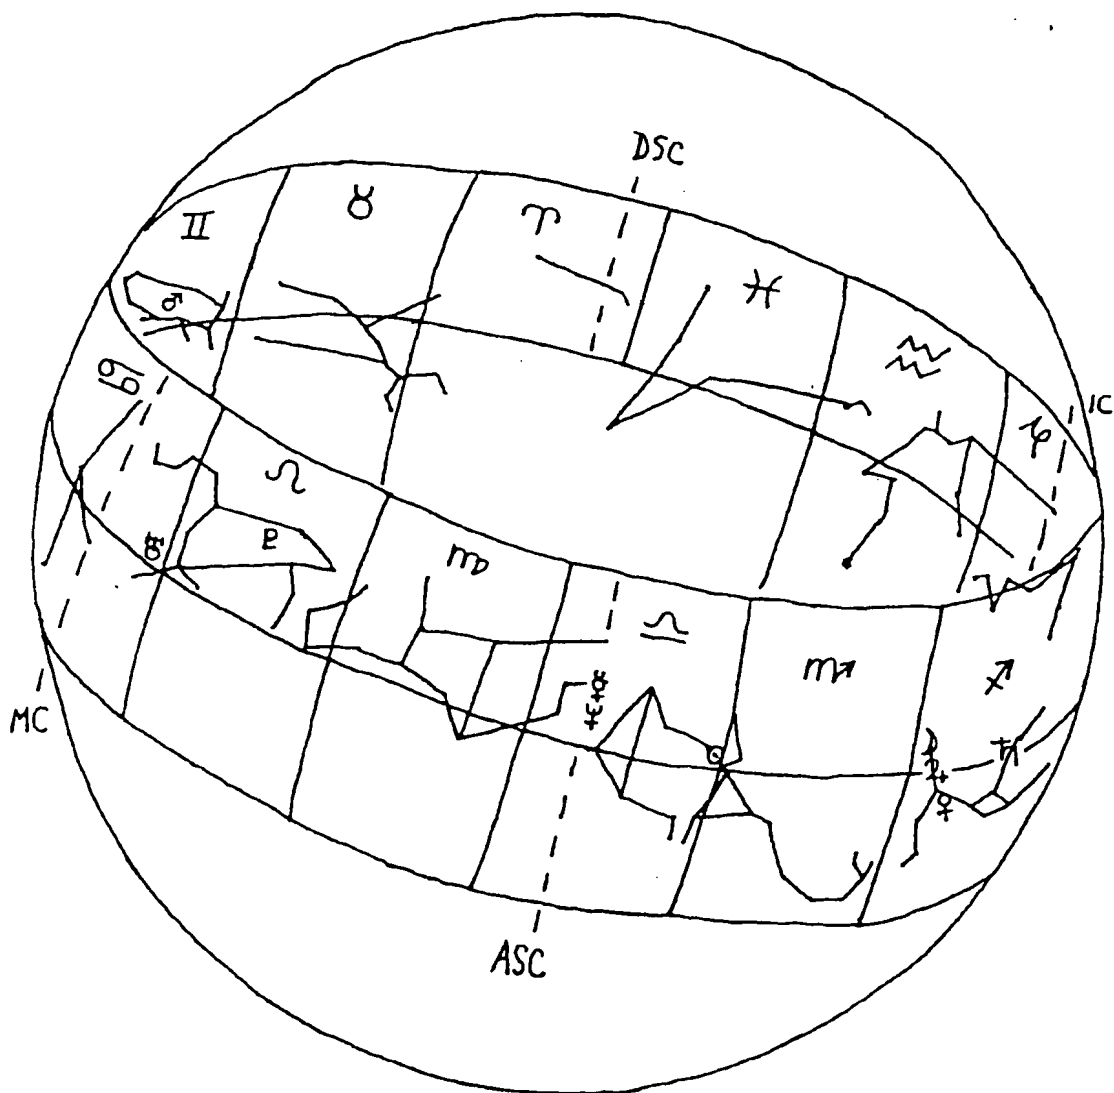 DSC
♊ ♉ ♈ ♓
♂
♒
♋ ♑ IC
♌
♇ ♍
♎
♏ ♐
MC
☉
♄
♀
ASC